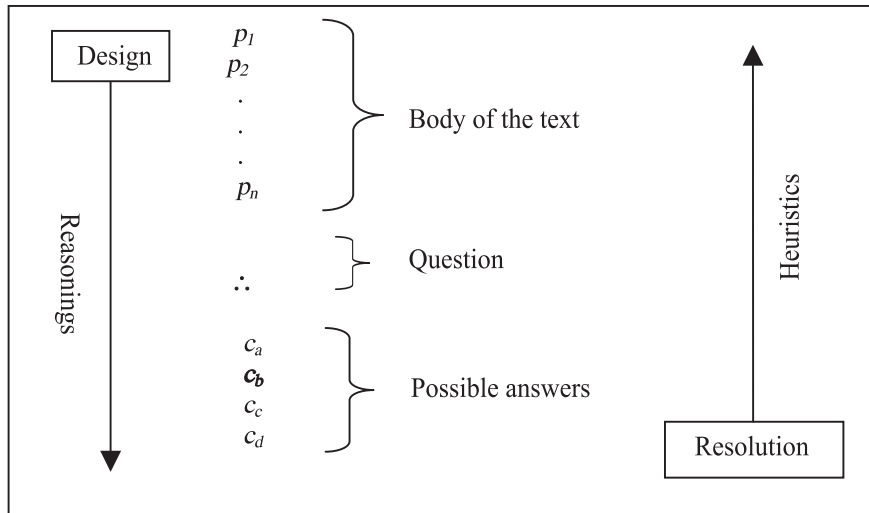 Design
p1
p2
.
.
.
pn
Body of the text
Reasonings
Question
∴
ca
cb
cc
cd
Possible answers
Heuristics
Resolution